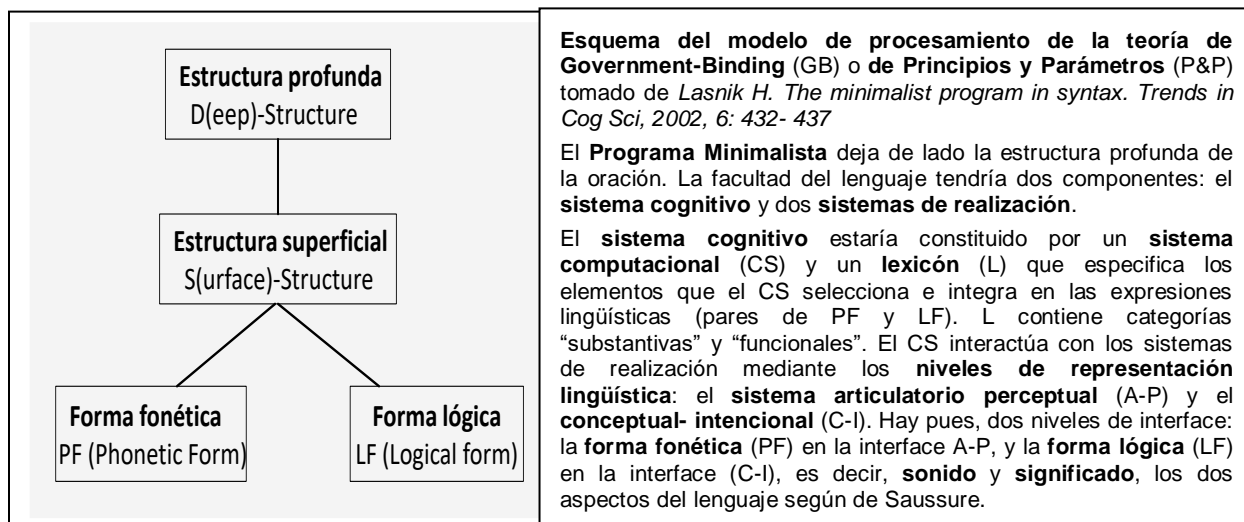 Estructura profunda
D(eep)-Structure
Estructura superficial
S(urface)-Structure
Forma fonética
PF (Phonetic Form)
Forma lógica
LF (Logical form)
Esquema del modelo de procesamiento de la teoría de
Government-Binding (GB) o de Principios y Parámetros (P&P)
tomado de Lasnik H. The minimalist program in syntax. Trends in
Cog Sci, 2002, 6: 432- 437
El Programa Minimalista deja de lado la estructura profunda de
la oración. La facultad del lenguaje tendría dos componentes: el
sistema cognitivo y dos sistemas de realización.
El sistema cognitivo estaría constituido por un sistema
computacional (CS) y un lexicón (L) que especifica los
elementos que el CS selecciona e integra en las expresiones
lingüísticas (pares de PF y LF). L contiene categorías
“substantivas” y “funcionales”. El CS interactúa con los sistemas
de realización mediante los niveles de representación
lingüística: el sistema articulatorio perceptual (A-P) y el
conceptual- intencional (C-I). Hay pues, dos niveles de interface:
la forma fonética (PF) en la interface A-P, y la forma lógica (LF)
en la interface (C-I), es decir, sonido y significado, los dos
aspectos del lenguaje según de Saussure.